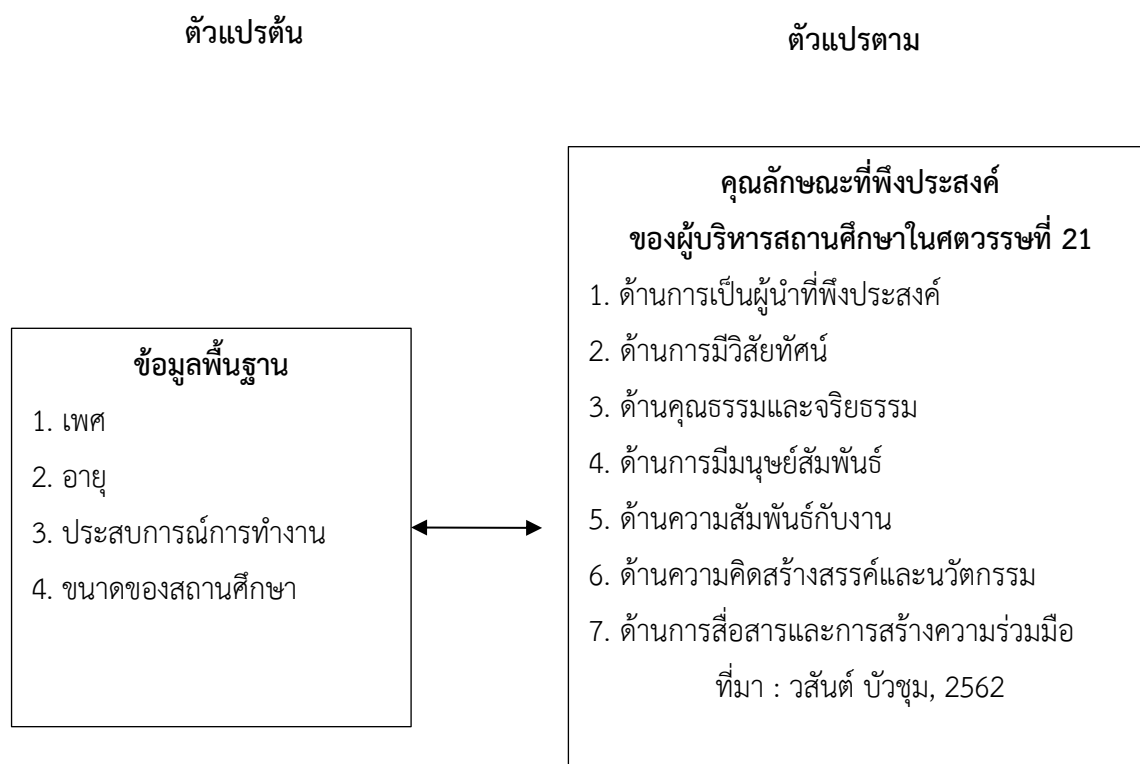 ตัวแปรต้น
ตัวแปรตาม
ข้อมูลพื้นฐาน
1. เพศ
2. อายุ
3. ประสบการณ์การทำงาน
4. ขนาดของสถานศึกษา
คุณลักษณะที่พึงประสงค์
ของผู้บริหารสถานศึกษาในศตวรรษที่ 21
1. ด้านการเป็นผู้นำที่พึงประสงค์
2. ด้านการมีวิสัยทัศน์
3. ด้านคุณธรรมและจริยธรรม
4. ด้านการมีมนุษย์สัมพันธ์
5. ด้านความสัมพันธ์กับงาน
6. ด้านความคิดสร้างสรรค์และนวัตกรรม
7. ด้านการสื่อสารและการสร้างความร่วมมือ
ที่มา : วสันต์ บัวชุม, 2562